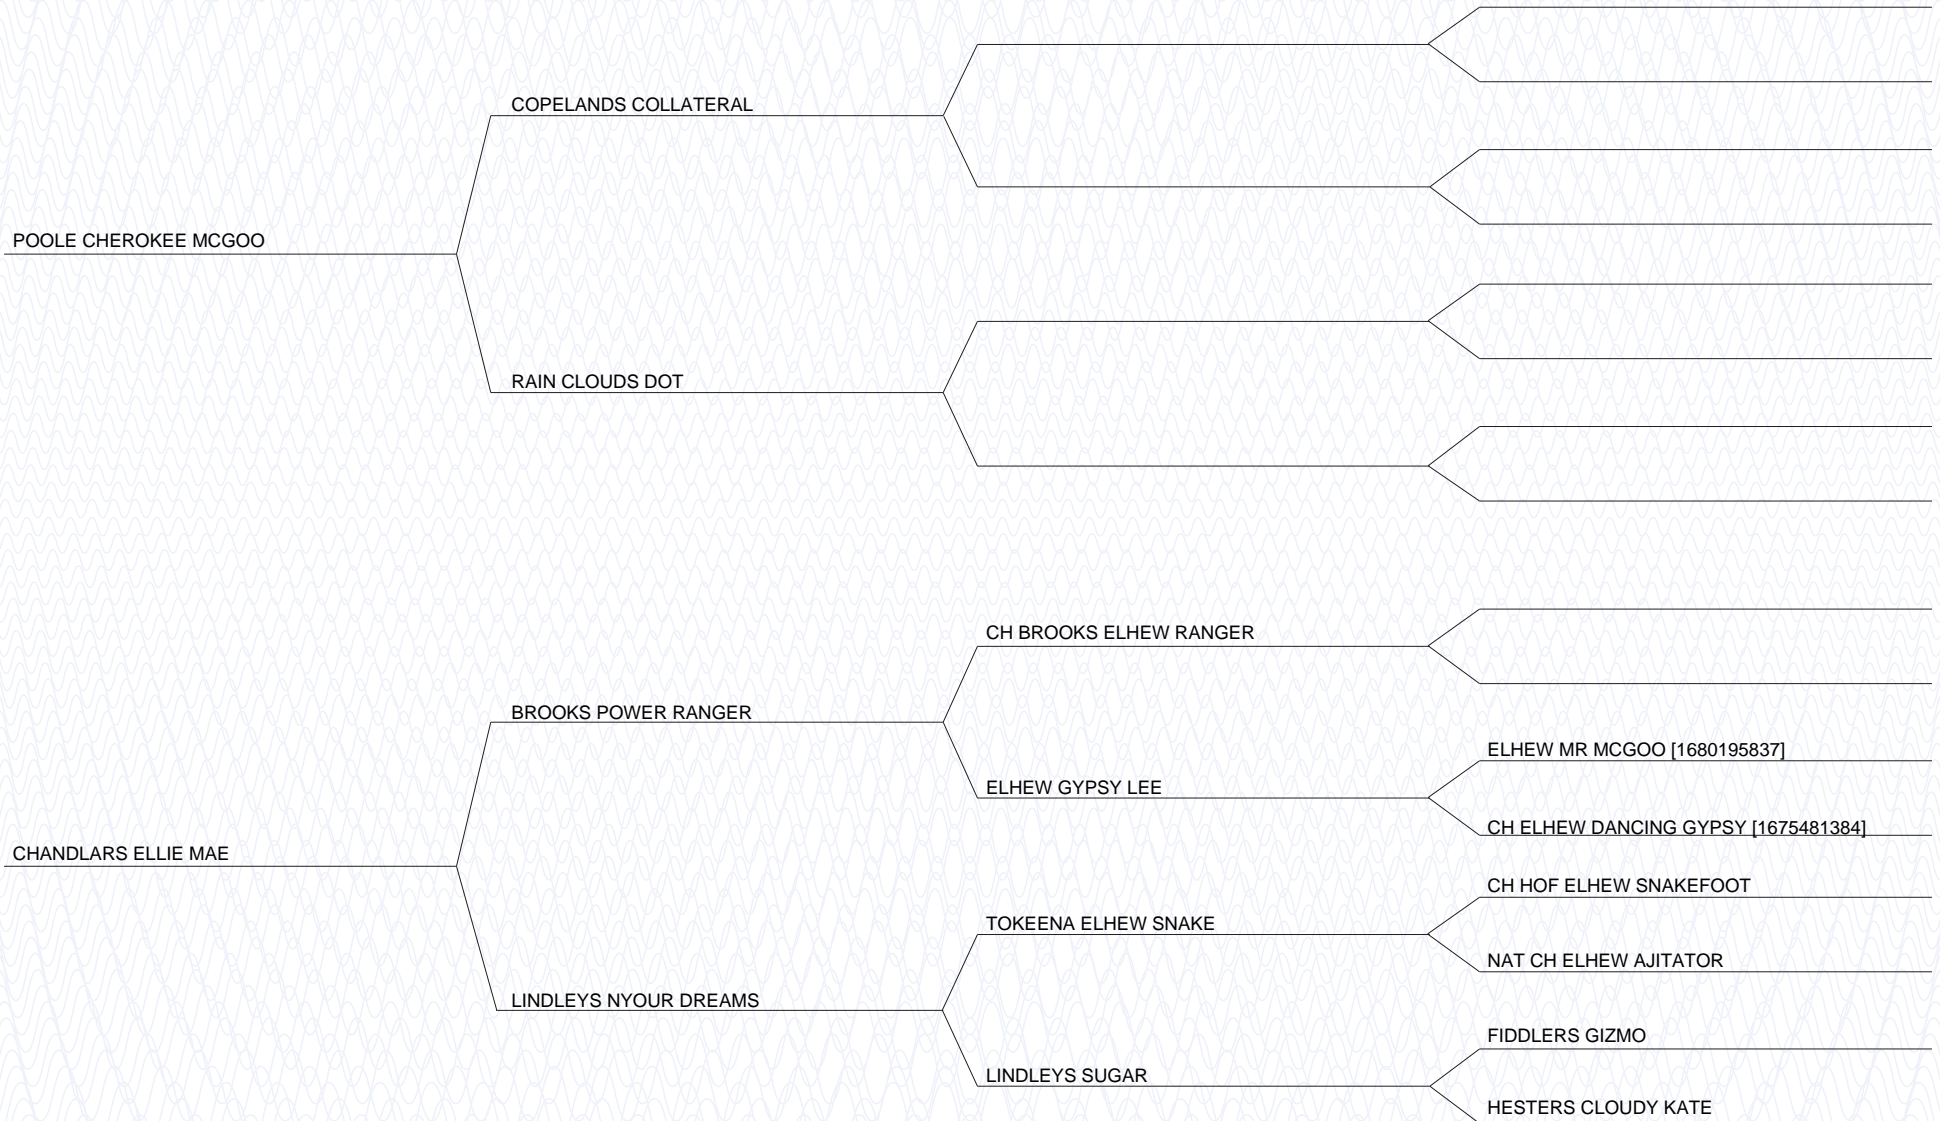 COPELANDS COLLATERAL
POOLE CHEROKEE MCGOO
RAIN CLOUDS DOT
CH BROOKS ELHEW RANGER
BROOKS POWER RANGER
ELHEW MR MCGOO [1680195837]
ELHEW GYPSY LEE
CH ELHEW DANCING GYPSY [1675481384]
CHANDLARS ELLIE MAE
CH HOF ELHEW SNAKEFOOT
TOKEENA ELHEW SNAKE
NAT CH ELHEW AJITATOR
LINDLEYS NYOUR DREAMS
FIDDLERS GIZMO
LINDLEYS SUGAR
HESTERS CLOUDY KATE